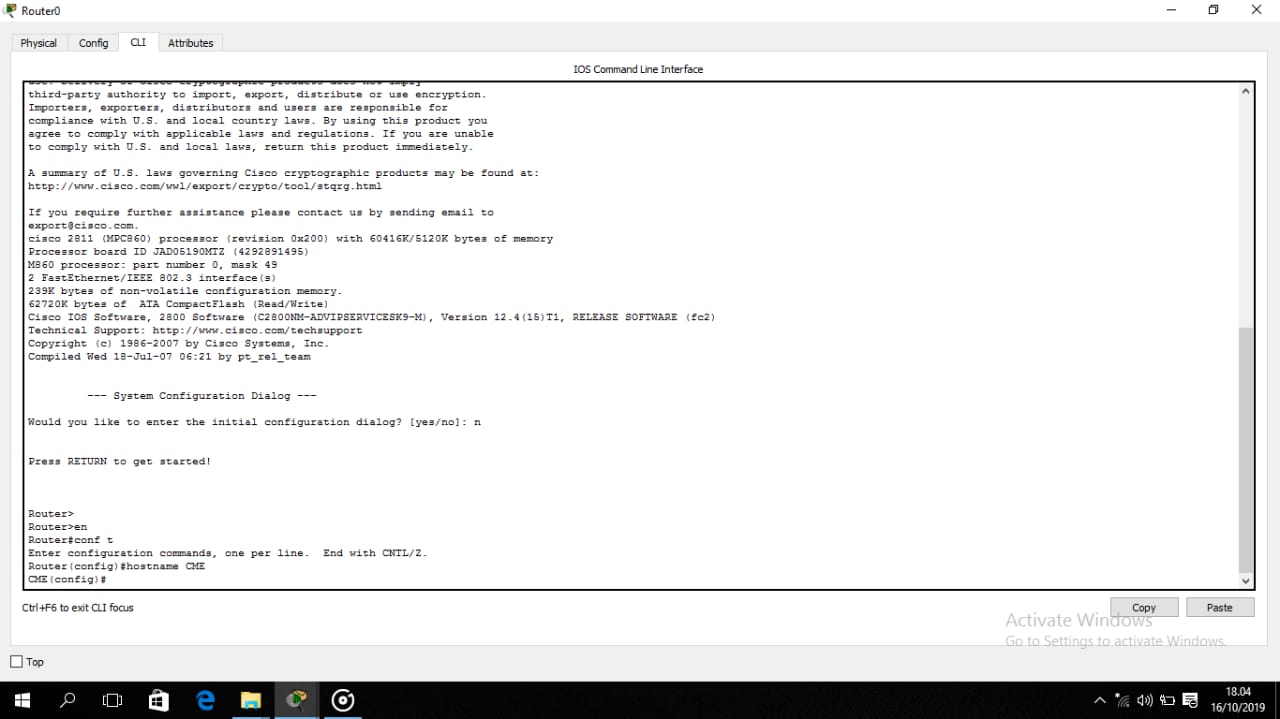 Router0
Physical Config CLI Attributes
IOS Command Line Interface
third-party authority to import, export, distribute or use encryption.
Importers, exporters, distributors and users are responsible for
compliance with U.S. and local country laws. By using this product you
agree to comply with applicable laws and regulations. If you are unable
to comply with U.S. and local laws, return this product immediately.
A summary of U.S. laws governing Cisco cryptographic products may be found at:
http://www.cisco.com/wwl/export/crypto/tool/stqrg.html
If you require further assistance please contact us by sending email to
export@cisco.com.
cisco 2811 (MPC860) processor (revision 0x200) with 60416K/5120K bytes of memory
Processor board ID JAD05190MTZ (4292891495)
M860 processor: part number 0, mask 49
2 FastEthernet/IEEE 802.3 interface(s)
239K bytes of non-volatile configuration memory.
62720K bytes of ATA CompactFlash (Read/Write)
Cisco IOS Software, 2800 Software (C2800NM-ADVIPSERVICESK9-M), Version 12.4(15)T1, RELEASE SOFTWARE (fc2)
Technical Support: http://www.cisco.com/techsupport
Copyright (c) 1986-2007 by Cisco Systems, Inc.
Compiled Wed 18-Jul-07 06:21 by pt_rel_team
--- System Configuration Dialog ---
Would you like to enter the initial configuration dialog? [yes/no]: n
Press RETURN to get started!
Router>
Router>en
Router#conf t
Enter configuration commands, one per line. End with CNTL/Z.
Router(config)#hostname CME
CME(config)#
Ctrl+F6 to exit CLI focus
Copy Paste
Activate Windows
Go to Settings to activate Windows.
Top
18.04
16/10/2019